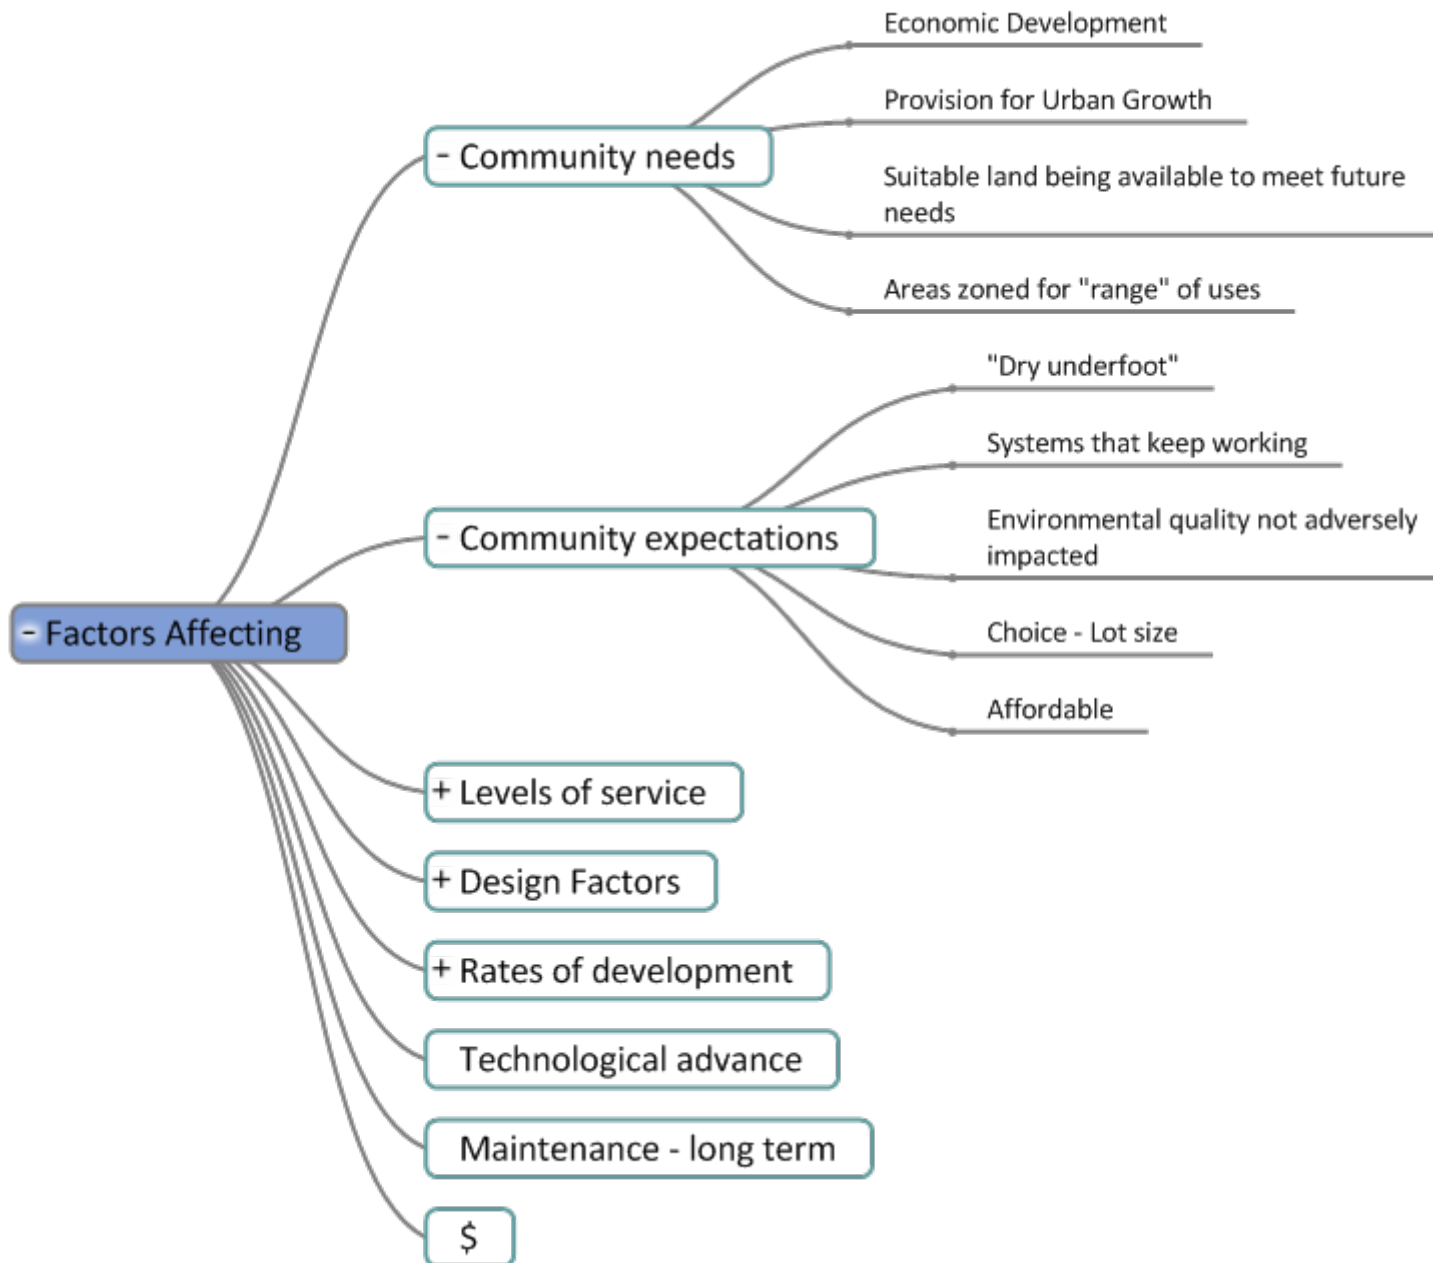 Economic Development
Provision for Urban Growth
- Community needs
Suitable land being available to meet future
needs
Areas zoned for "range" of uses
"Dry underfoot"
Systems that keep working
- Community expectations
Environmental quality not adversely
impacted
Choice - Lot size
Affordable
- Factors Affecting
+ Levels of service
+ Design Factors
+ Rates of development
Technological advance
Maintenance - long term
$